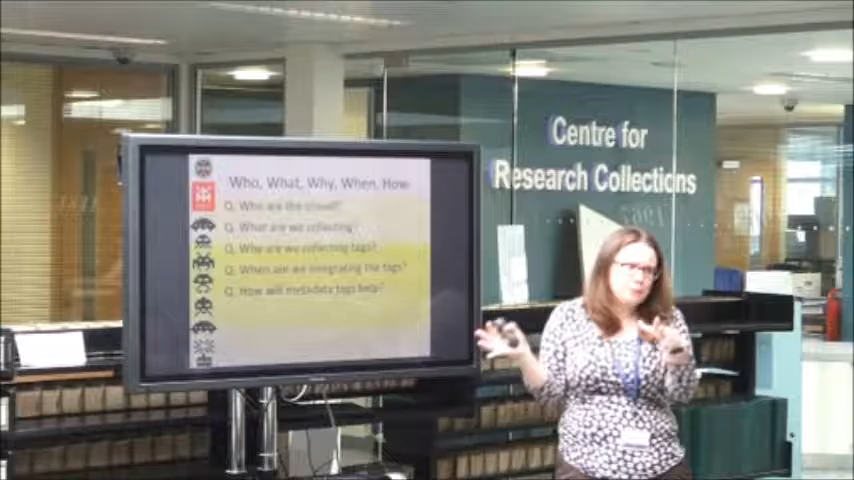 Centre for
Research Collections
Who, What, Why, When, How
Q. Who are the crowd?
Q. What are we collecting?
Q. Why are we collecting tags?
Q. When are we integrating the tags?
Q. How will metadata tags help?